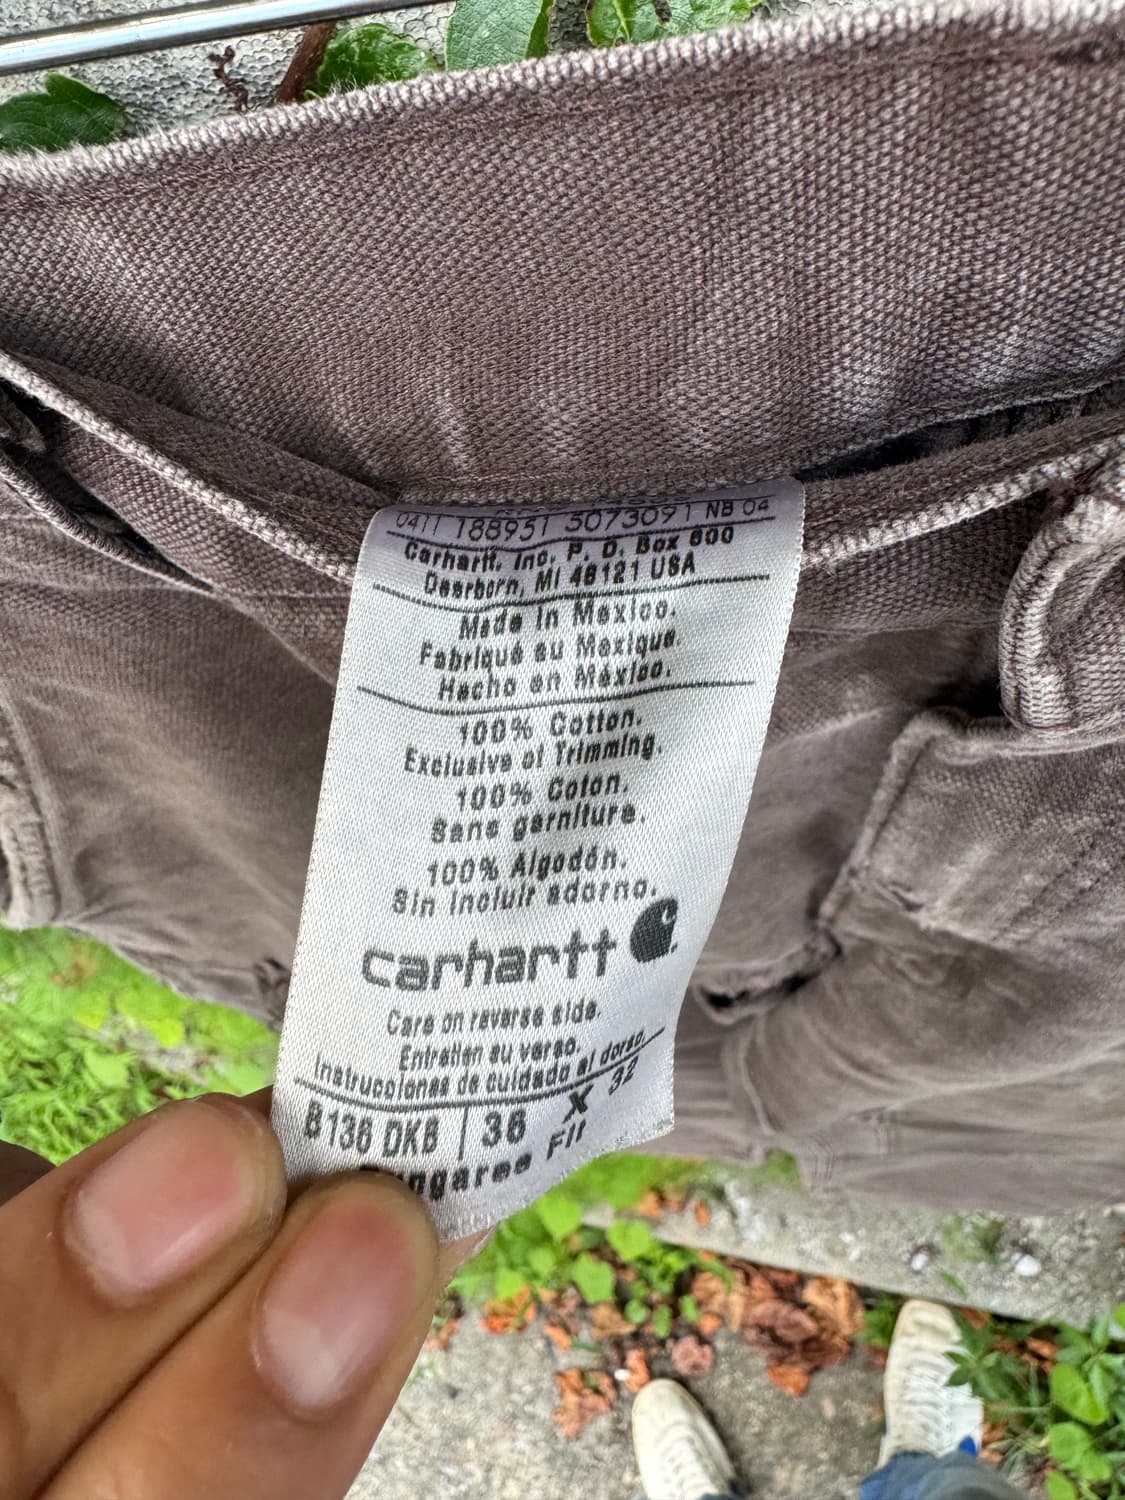 0411 188951 5073091 NB 04
Carhartt, Inc. P. O. Box 600
Dearborn, MI 48121 USA
Made in Mexico.
Fabriqué au Mexique.
Hecho en México.
100% Cotton.
Exclusive of Trimming.
100% Coton.
Sans garniture.
100% Algodón.
Sin incluir adorno.
carhartt
Care on reverse side.
Entretien au verso.
Instrucciones de cuidado al dorso.
B136 DKB 36 X 32
Fit